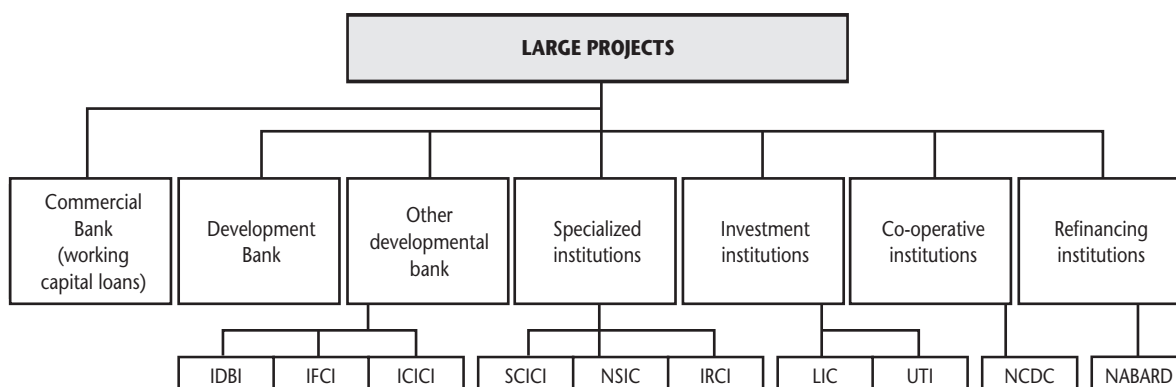 LARGE PROJECTS
Commercial
Bank
(working
capital loans)
Development
Bank
Other
developmental
bank
Specialized
institutions
Investment
institutions
Co-operative
institutions
Refinancing
institutions
IDBI
IFCI
ICICI
SCICI
NSIC
IRCI
LIC
UTI
NCDC
NABARD